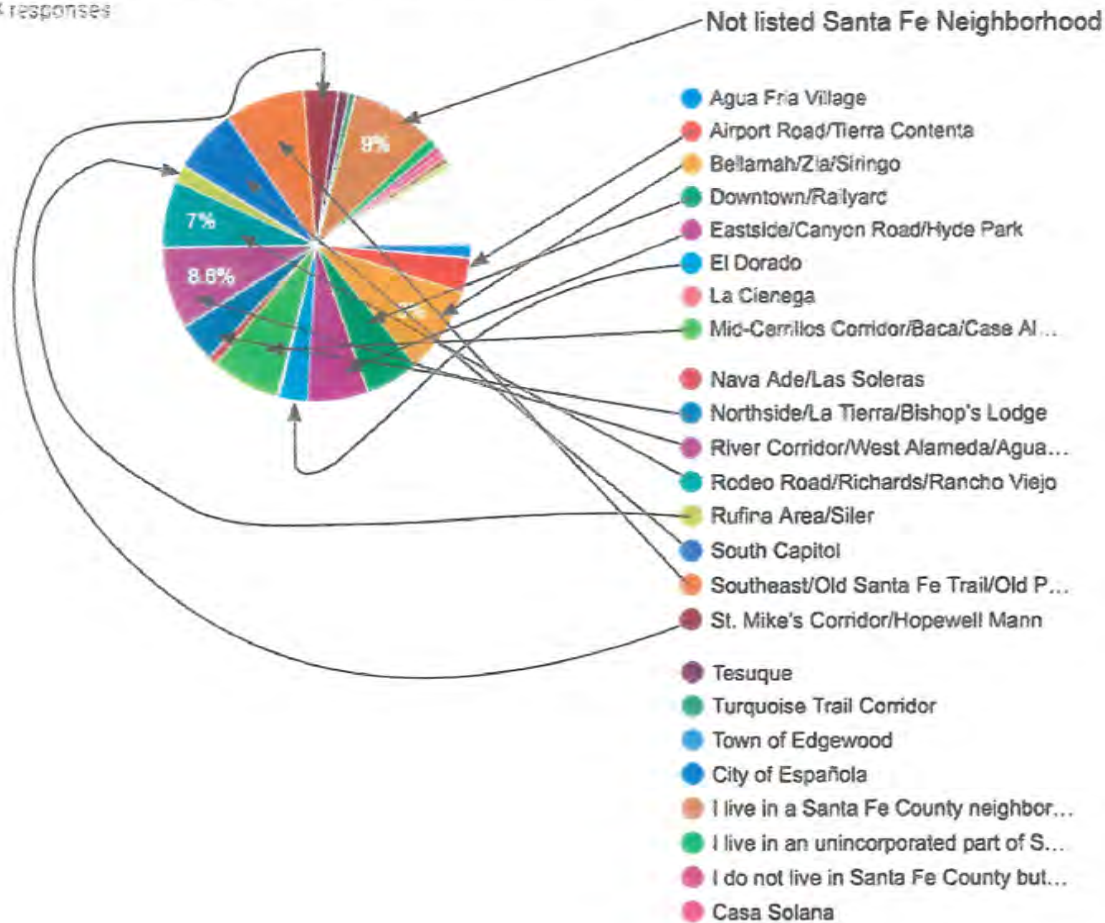 responses
Not listed Santa Fe Neighborhood
9%
7%
8.6%
Agua Fria Village
Airport Road/Tierra Contenta
Bellamah/Zia/Siringo
Downtown/Railyard
Eastside/Canyon Road/Hyde Park
El Dorado
La Cienega
Mid-Cerrillos Corridor/Baca/Case Al…
Nava Ade/Las Soleras
Northside/La Tierra/Bishop's Lodge
River Corridor/West Alameda/Agua…
Rodeo Road/Richards/Rancho Viejo
Rufina Area/Siler
South Capitol
Southeast/Old Santa Fe Trail/Old P…
St. Mike's Corridor/Hopewell Mann
Tesuque
Turquoise Trail Corridor
Town of Edgewood
City of Española
I live in a Santa Fe County neighbor…
I live in an unincorporated part of S…
I do not live in Santa Fe County but…
Casa Solana